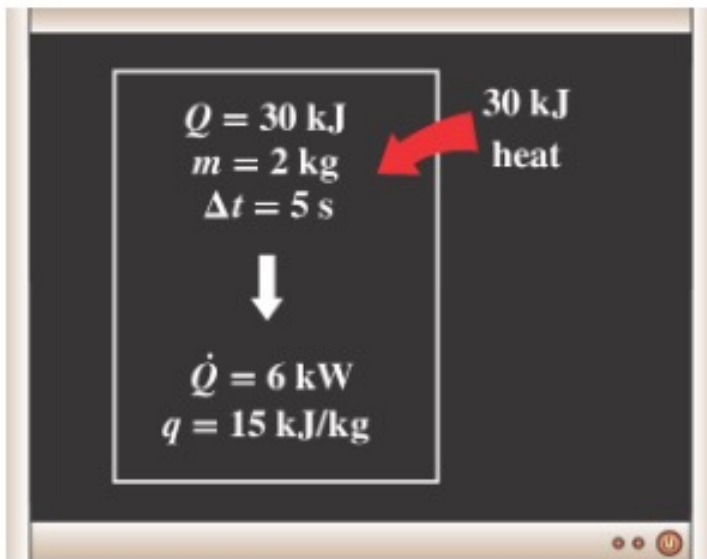 Q = 30 kJ
m = 2 kg
Δt = 5 s
30 kJ
heat
Q̇ = 6 kW
q = 15 kJ/kg